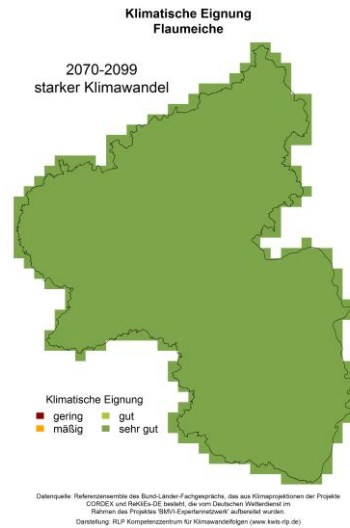 Klimatische Eignung
Flaumeiche
2070-2099
starker Klimawandel
Klimatische Eignung
gering gut
mäßig sehr gut
Datenquelle: Referenzensemble des Bund-Länder-Fachgesprächs, das aus Klimaprojektionen der Projekte
CORDEX und ReKliEs-DE besteht, die vom Deutschen Wetterdienst im
Rahmen des Projektes 'BMVI-Expertennetzwerk' aufbereitet wurden.
Darstellung: RLP Kompetenzzentrum für Klimawandelfolgen (www.kwis-rlp.de)